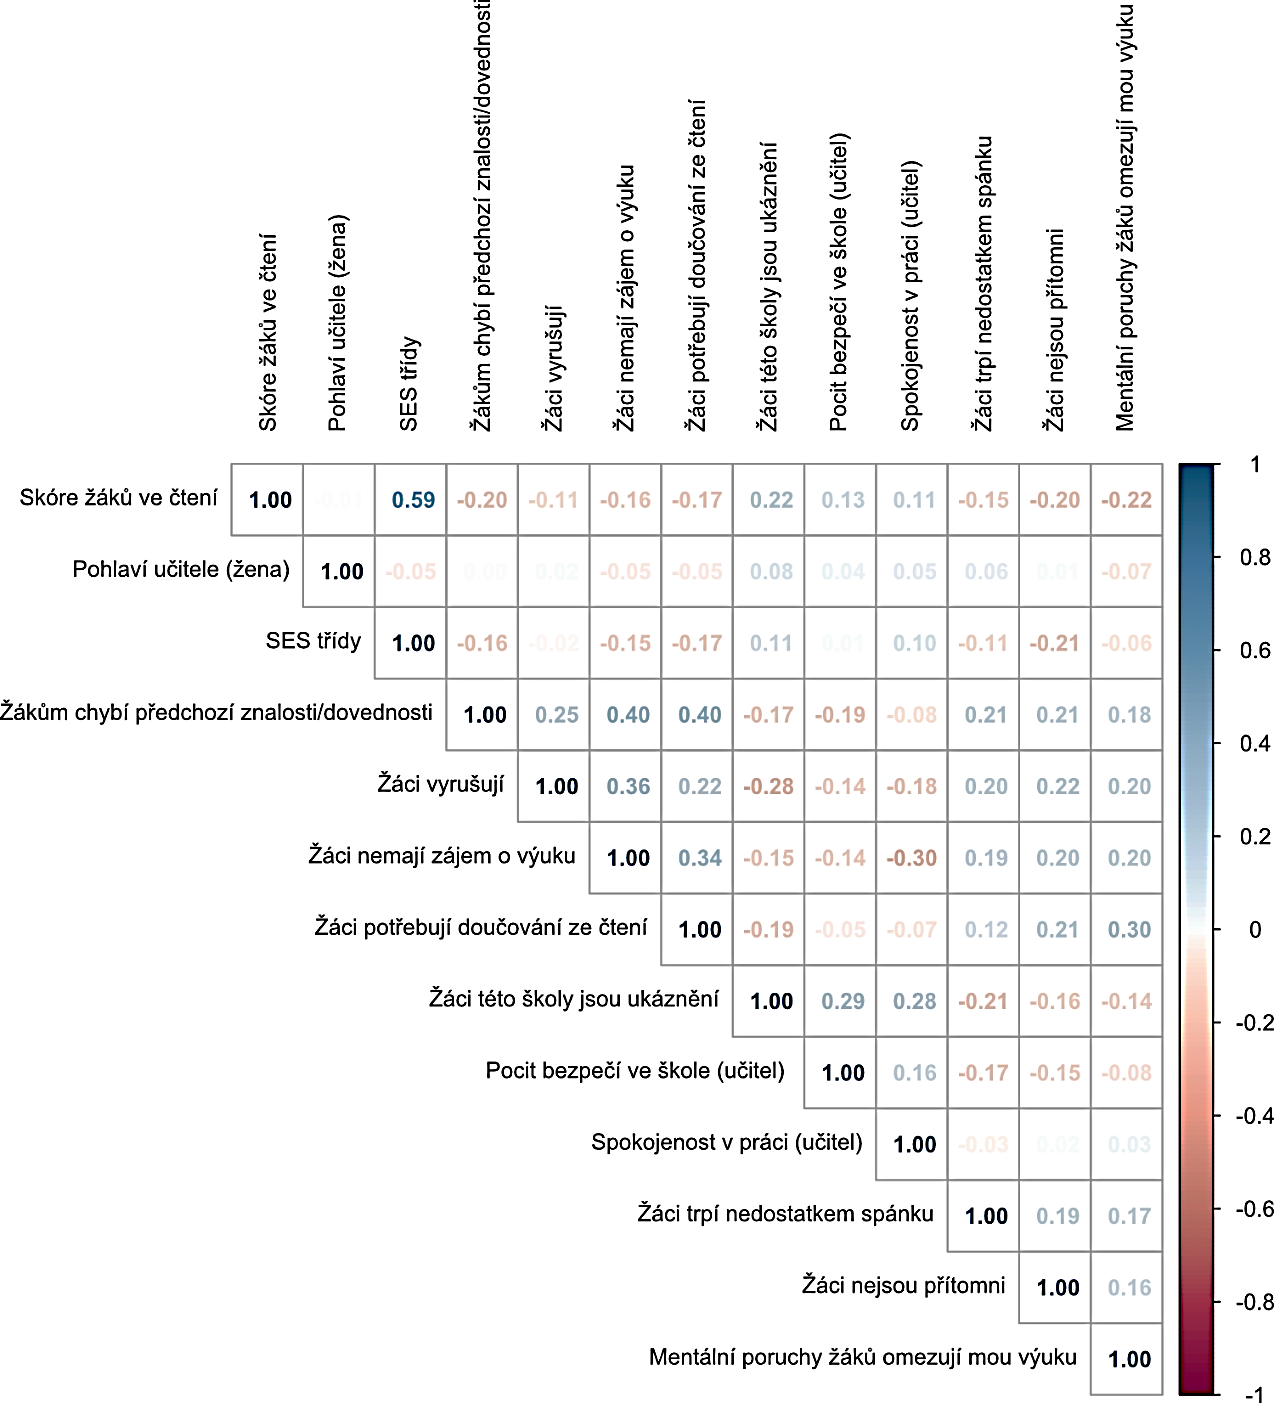 Skóre žáků ve čtení
Pohlaví učitele (žena)
SES třídy
Žákům chybí předchozí znalosti/dovednosti
Žáci vyrušují
Žáci nemají zájem o výuku
Žáci potřebují doučování ze čtení
Žáci této školy jsou ukáznění
Pocit bezpečí ve škole (učitel)
Spokojenost v práci (učitel)
Žáci trpí nedostatkem spánku
Žáci nejsou přítomni
Mentální poruchy žáků omezují mou výuku
Skóre žáků ve čtení 1.00 -0.01 0.59 -0.20 -0.11 -0.16 -0.17 0.22 0.13 0.11 -0.15 -0.20 -0.22
Pohlaví učitele (žena) 1.00 -0.05 0.00 0.02 -0.05 -0.05 0.08 0.04 0.05 0.06 0.01 -0.07
SES třídy 1.00 -0.16 -0.02 -0.15 -0.17 0.11 0.01 0.10 -0.11 -0.21 -0.06
Žákům chybí předchozí znalosti/dovednosti 1.00 0.25 0.40 0.40 -0.17 -0.19 -0.08 0.21 0.21 0.18
Žáci vyrušují 1.00 0.36 0.22 -0.28 -0.14 -0.18 0.20 0.22 0.20
Žáci nemají zájem o výuku 1.00 0.34 -0.15 -0.14 -0.30 0.19 0.20 0.20
Žáci potřebují doučování ze čtení 1.00 -0.19 -0.05 -0.07 0.12 0.21 0.30
Žáci této školy jsou ukáznění 1.00 0.29 0.28 -0.21 -0.16 -0.14
Pocit bezpečí ve škole (učitel) 1.00 0.16 -0.17 -0.15 -0.08
Spokojenost v práci (učitel) 1.00 -0.03 0.02 0.03
Žáci trpí nedostatkem spánku 1.00 0.19 0.17
Žáci nejsou přítomni 1.00 0.16
Mentální poruchy žáků omezují mou výuku 1.00
1
0.8
0.6
0.4
0.2
0
-0.2
-0.4
-0.6
-0.8
-1